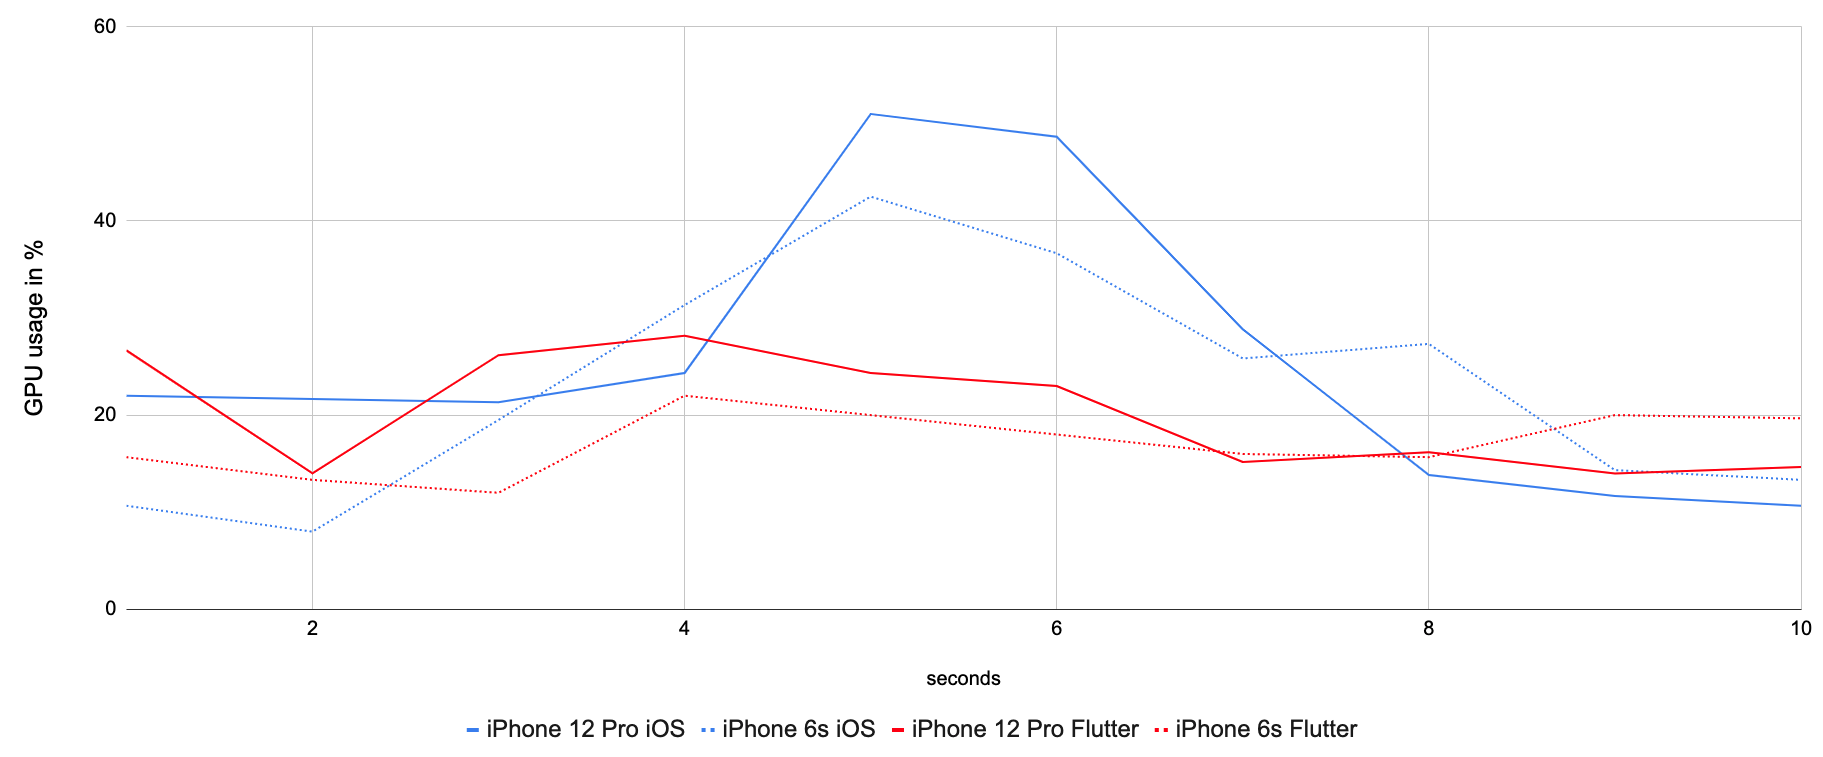 60
40
20
0
GPU usage in %
2 4 6 8 10
seconds
iPhone 12 Pro iOS iPhone 6s iOS iPhone 12 Pro Flutter iPhone 6s Flutter